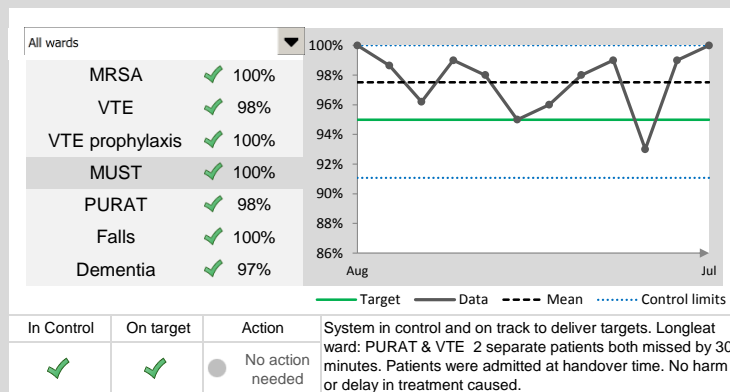 All wards
MRSA 100%
VTE 98%
VTE prophylaxis 100%
MUST 100%
PURAT 98%
Falls 100%
Dementia 97%
100%
98%
96%
94%
92%
90%
88%
86%
Aug Jul
Target Data Mean Control limits
In Control On target Action
No action
needed
System in control and on track to deliver targets. Longleat
ward: PURAT & VTE 2 separate patients both missed by 30
minutes. Patients were admitted at handover time. No harm
or delay in treatment caused.